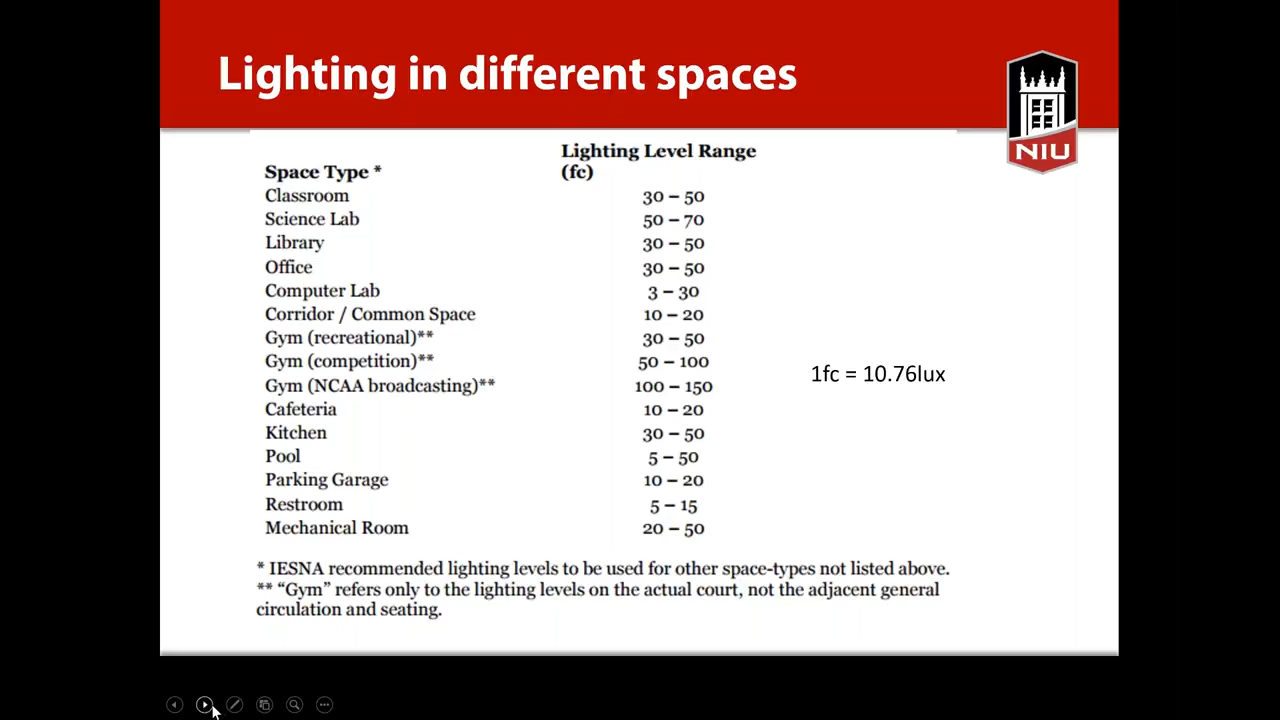 Lighting in different spaces
NIU
Space Type * Lighting Level Range (fc)
Classroom 30 – 50
Science Lab 50 – 70
Library 30 – 50
Office 30 – 50
Computer Lab 3 – 30
Corridor / Common Space 10 – 20
Gym (recreational)** 30 – 50
Gym (competition)** 50 – 100
Gym (NCAA broadcasting)** 100 – 150
Cafeteria 10 – 20
Kitchen 30 – 50
Pool 5 – 50
Parking Garage 10 – 20
Restroom 5 – 15
Mechanical Room 20 – 50
1fc = 10.76lux
* IESNA recommended lighting levels to be used for other space-types not listed above.
** “Gym” refers only to the lighting levels on the actual court, not the adjacent general
circulation and seating.